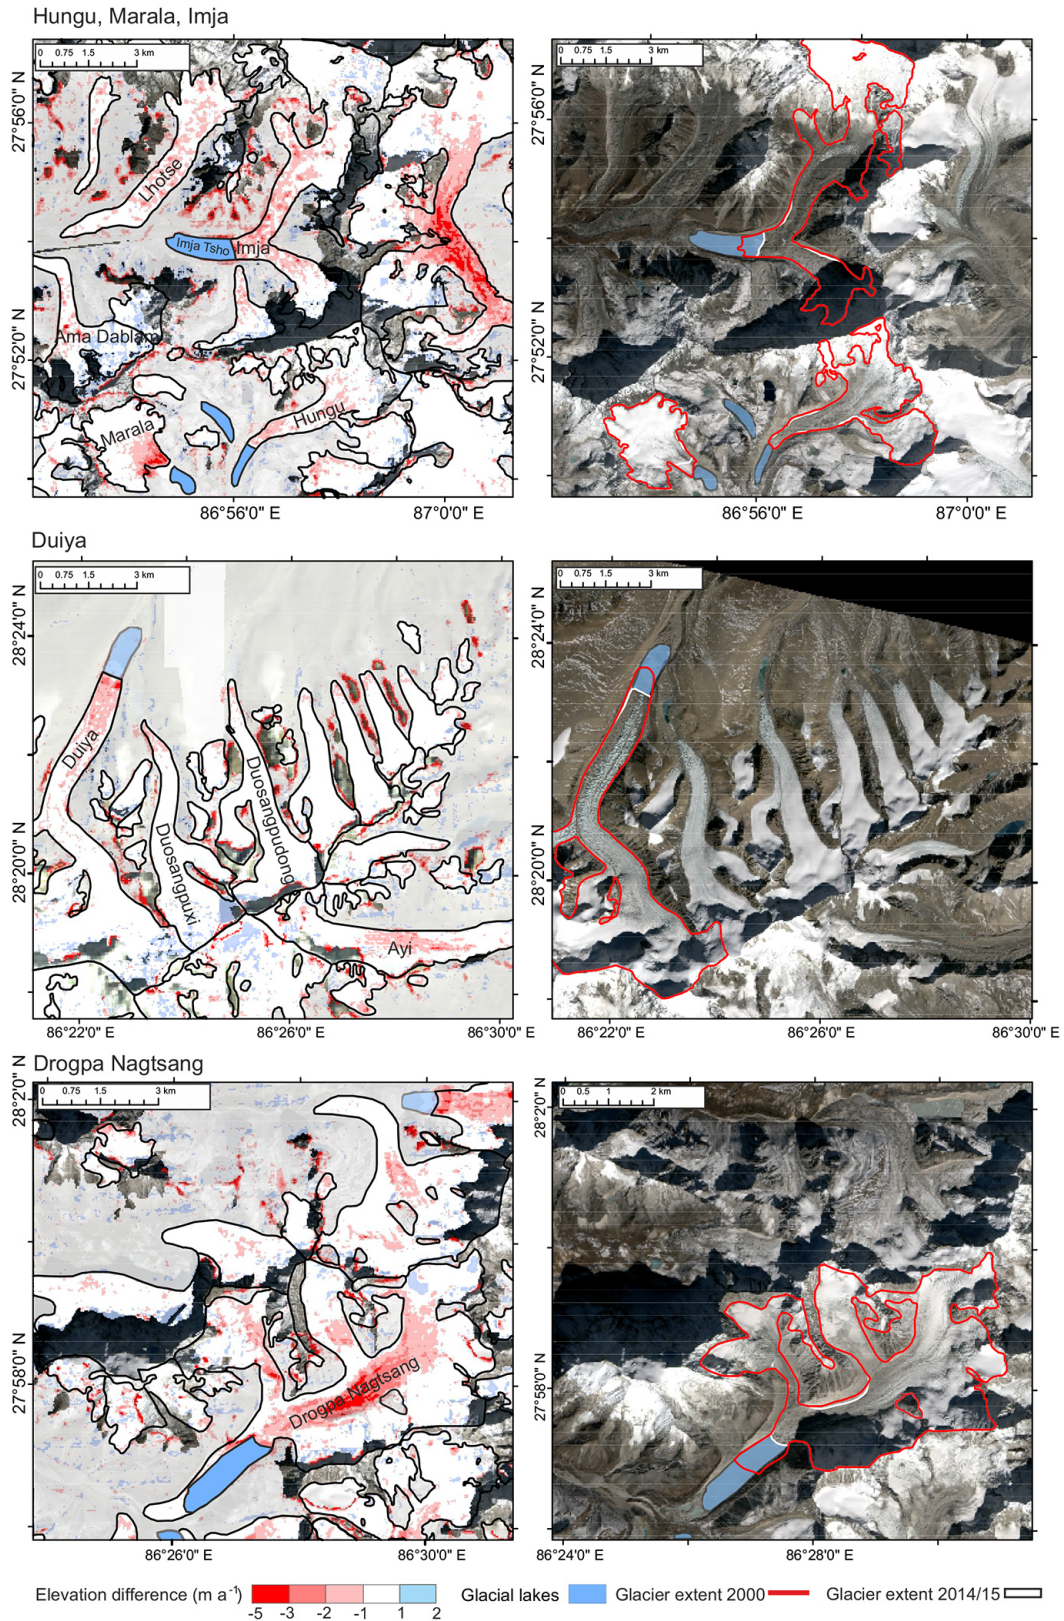 Hungu, Marala, Imja
0 0.75 1.5 3 km
0 0.75 1.5 3 km
27°56'0" N
27°52'0" N
Lhotse
Imja Tsho
Imja
Ama Dablam
Hungu
Marala
86°56'0" E
87°0'0" E
27°56'0" N
27°52'0" N
86°56'0" E
87°0'0" E
Duiya
0 0.75 1.5 3 km
0 0.75 1.5 3 km
28°24'0" N
28°20'0" N
Duiya
Duosangpuxi
Duosangpudong
Ayi
86°22'0" E
86°26'0" E
86°30'0" E
28°24'0" N
28°20'0" N
86°22'0" E
86°26'0" E
86°30'0" E
Drogpa Nagtsang
0 0.75 1.5 3 km
0 0.5 1 2 km
28°2'0" N
27°58'0" N
Drogpa-Nagtsang
86°26'0" E
86°30'0" E
28°2'0" N
27°58'0" N
86°24'0" E
86°28'0" E
Elevation difference (m a⁻¹)
-5 -3 -2 -1 1 2
Glacial lakes
Glacier extent 2000
Glacier extent 2014/15